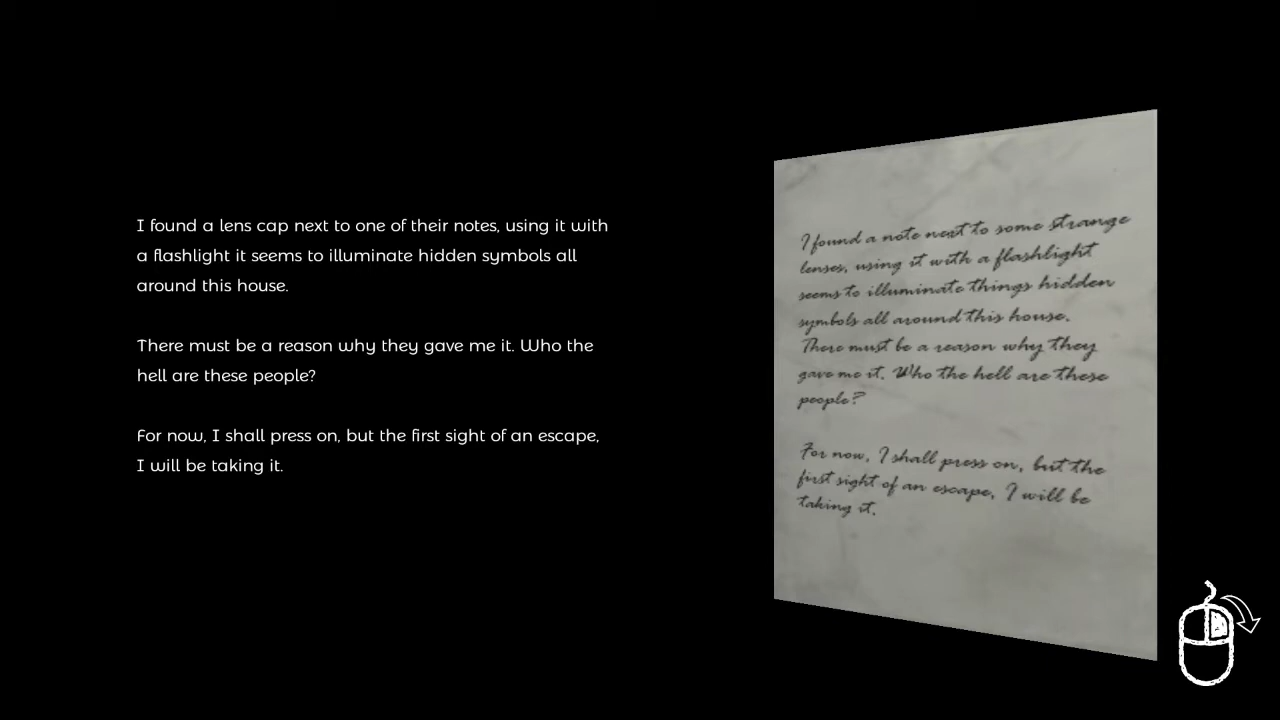 I found a lens cap next to one of their notes, using it with
a flashlight it seems to illuminate hidden symbols all
around this house.
There must be a reason why they gave me it. Who the
hell are these people?
For now, I shall press on, but the first sight of an escape,
I will be taking it.
I found a note next to some strange
lenses, using it with a flashlight
seems to illuminate things hidden
symbols all around this house.
There must be a reason why they
gave me it. Who the hell are these
people?
For now, I shall press on, but the
first sight of an escape, I will be
taking it.